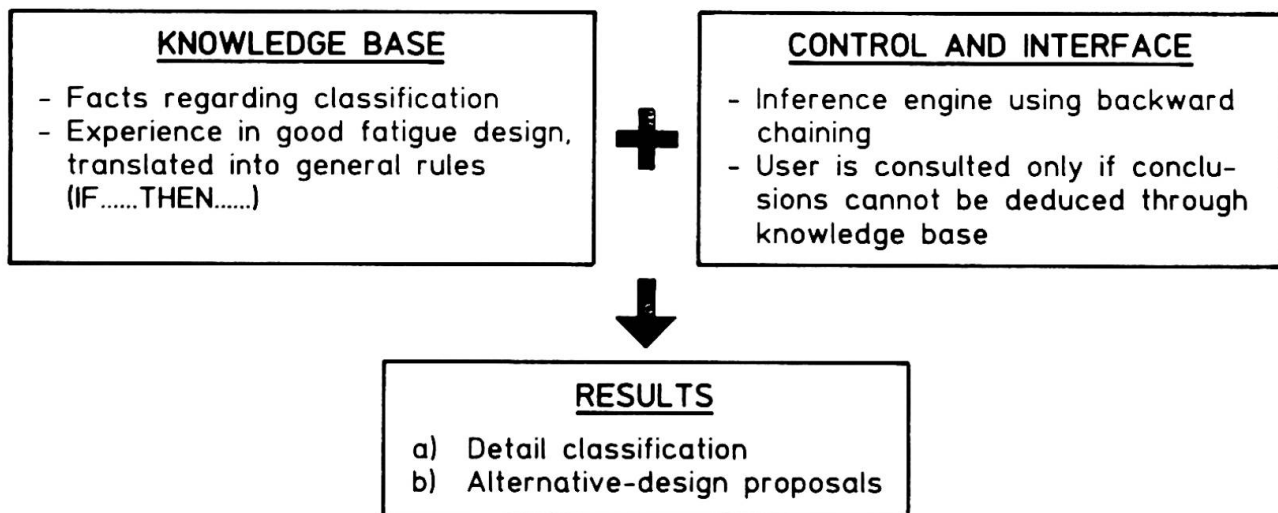 KNOWLEDGE BASE
- Facts regarding classification
- Experience in good fatigue design,
translated into general rules
(IF......THEN......)
CONTROL AND INTERFACE
- Inference engine using backward
chaining
- User is consulted only if conclu-
sions cannot be deduced through
knowledge base
RESULTS
a) Detail classification
b) Alternative-design proposals